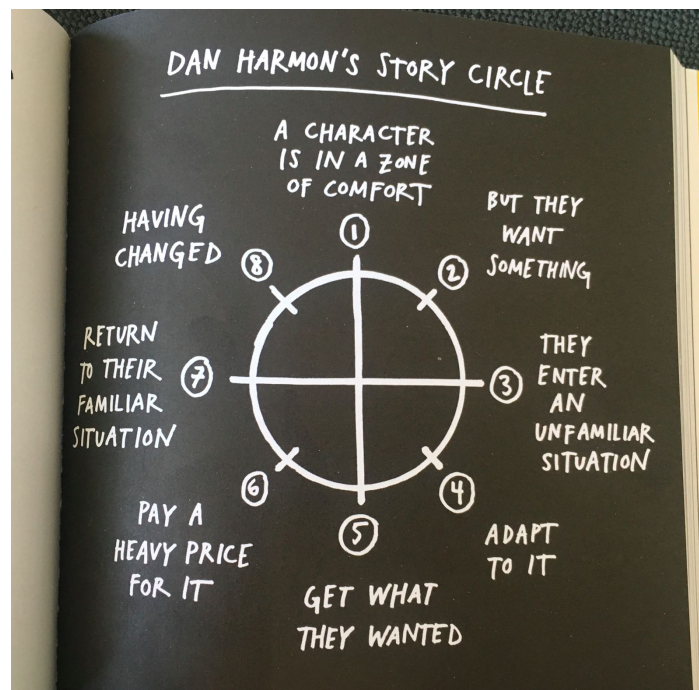 DAN HARMON'S STORY CIRCLE
A CHARACTER
IS IN A ZONE
OF COMFORT
1
BUT THEY
WANT
SOMETHING
2
THEY
ENTER
AN
UNFAMILIAR
SITUATION
3
ADAPT
TO IT
4
GET WHAT
THEY WANTED
5
PAY A
HEAVY PRICE
FOR IT
6
RETURN
TO THEIR
FAMILIAR
SITUATION
7
HAVING
CHANGED
8